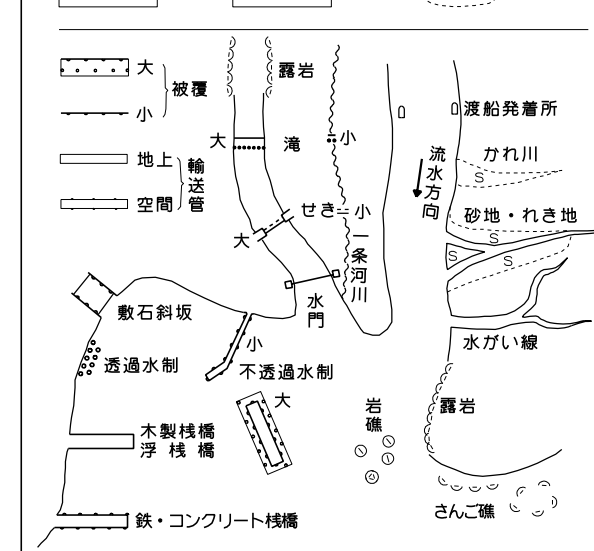 大
被覆
小
地上
輸送管
空間
露岩
大
滝
小
せき
小
大
一条河川
水門
渡船発着所
流水方向
かれ川
S
砂地・れき地
S
S
S
水がい線
敷石斜坂
透過水制
小
不透過水制
大
木製桟橋
浮桟橋
鉄・コンクリート桟橋
岩礁
露岩
さんご礁